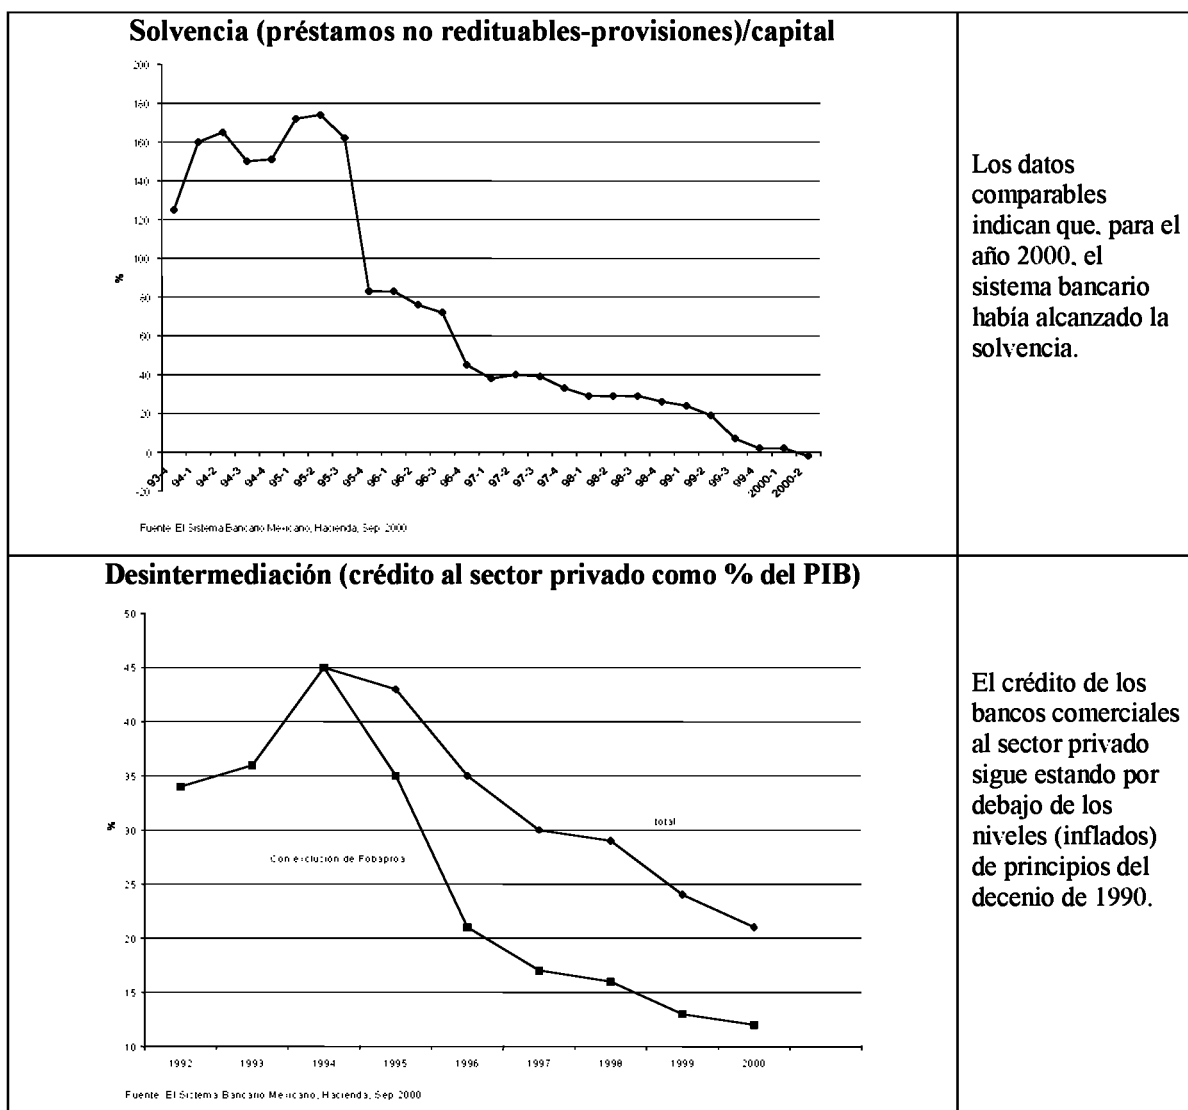 Solvencia (préstamos no redituables-provisiones)/capital
200
180
160
140
120
100
80
60
40
20
0
-20
%
93-4 94-1 94-2 94-3 94-4 95-1 95-2 95-3 95-4 96-1 96-2 96-3 96-4 97-1 97-2 97-3 97-4 98-1 98-2 98-3 98-4 99-1 99-2 99-3 99-4 2000-1 2000-2
Fuente: El Sistema Bancario Mexicano, Hacienda, Sep. 2000
Los datos
comparables
indican que, para el
año 2000, el
sistema bancario
había alcanzado la
solvencia.
Desintermediación (crédito al sector privado como % del PIB)
50
45
40
35
30
25
20
15
10
%
total
Con exclusión de Fobaproa
1992 1993 1994 1995 1996 1997 1998 1999 2000
Fuente: El Sistema Bancario Mexicano, Hacienda, Sep 2000
El crédito de los
bancos comerciales
al sector privado
sigue estando por
debajo de los
niveles (inflados)
de principios del
decenio de 1990.